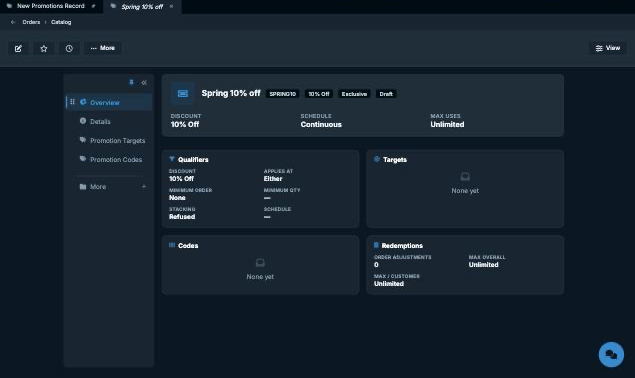 New Promotions Record
Spring 10% off
Orders
Catalog
More
View
Overview
Details
Promotion Targets
Promotion Codes
More
Spring 10% off
SPRING10
10% Off
Exclusive
Draft
DISCOUNT
10% Off
SCHEDULE
Continuous
MAX USES
Unlimited
Qualifiers
DISCOUNT
10% Off
APPLIES AT
Either
MINIMUM ORDER
None
MINIMUM QTY
—
STACKING
Refused
SCHEDULE
—
Targets
None yet
Codes
None yet
Redemptions
ORDER ADJUSTMENTS
0
MAX OVERALL
Unlimited
MAX / CUSTOMER
Unlimited